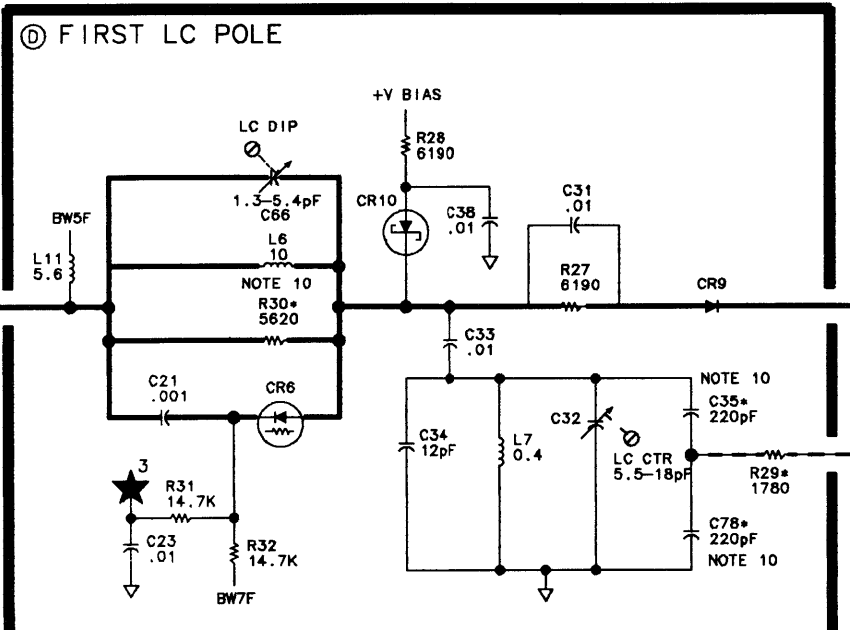 D FIRST LC POLE
+V BIAS
LC DIP
R28
6190
1.3–5.4pF
C66
CR10
C38
.01
C31
.01
BW5F
L11
5.6
L6
10
NOTE 10
R30*
5620
R27
6190
CR9
C33
.01
C21
.001
CR6
NOTE 10
C35*
220pF
C34
12pF
L7
0.4
C32
LC CTR
5.5–18pF
R29*
1780
3
R31
14.7K
C23
.01
R32
14.7K
BW7F
C78*
220pF
NOTE 10